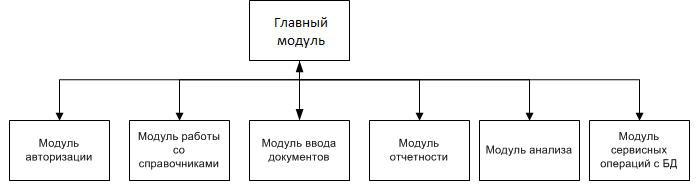 Главный
модуль
Модуль
авторизации
Модуль работы
со
справочниками
Модуль ввода
документов
Модуль
отчетности
Модуль анализа
Модуль
сервисных
операций с БД